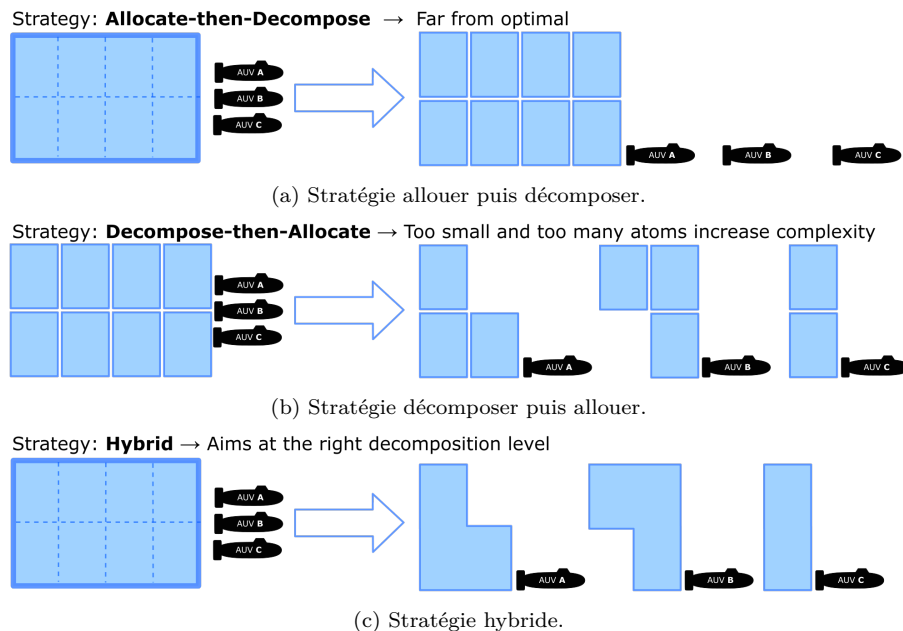 Strategy: Allocate-then-Decompose → Far from optimal
AUV A
AUV B
AUV C
AUV A AUV B AUV C
(a) Stratégie allouer puis décomposer.
Strategy: Decompose-then-Allocate → Too small and too many atoms increase complexity
AUV A
AUV B
AUV C
AUV A AUV B AUV C
(b) Stratégie décomposer puis allouer.
Strategy: Hybrid → Aims at the right decomposition level
AUV A
AUV B
AUV C
AUV A AUV B AUV C
(c) Stratégie hybride.